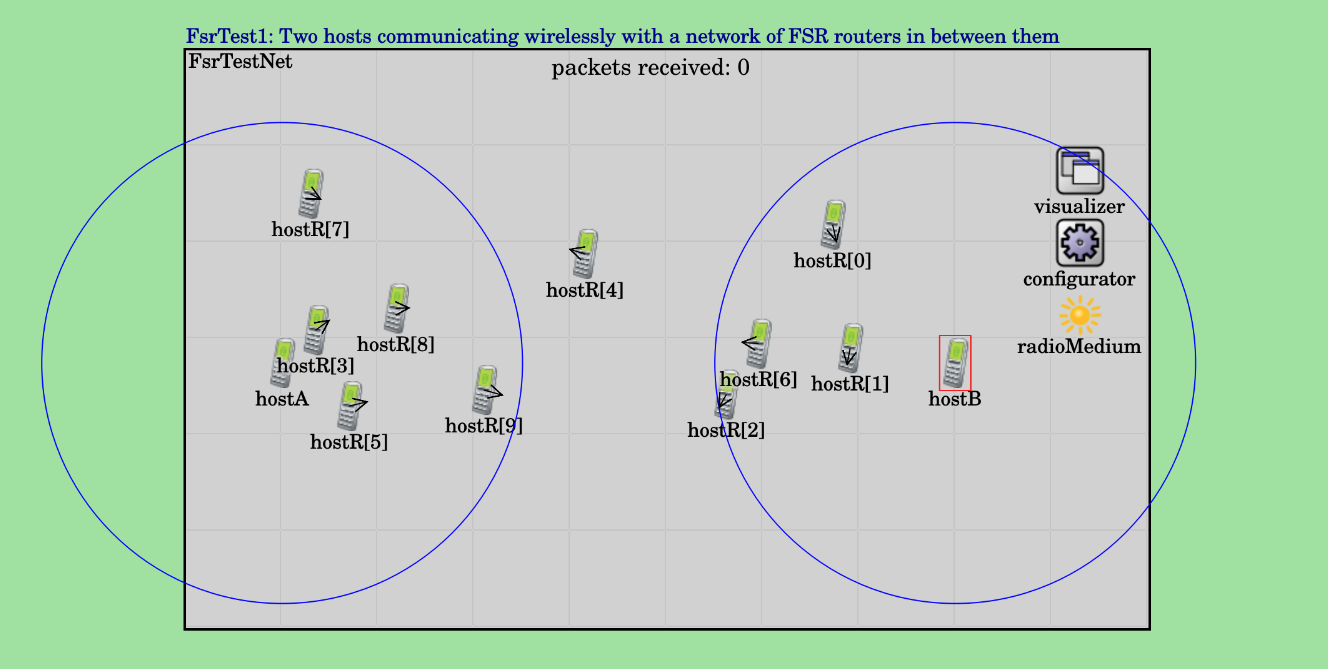 FsrTest1: Two hosts communicating wirelessly with a network of FSR routers in between them
FsrTestNet
packets received: 0
visualizer
hostR[7]
hostR[0]
configurator
hostR[4]
hostR[8]
radioMedium
hostR[3]
hostR[6]
hostR[1]
hostA
hostB
hostR[9]
hostR[2]
hostR[5]